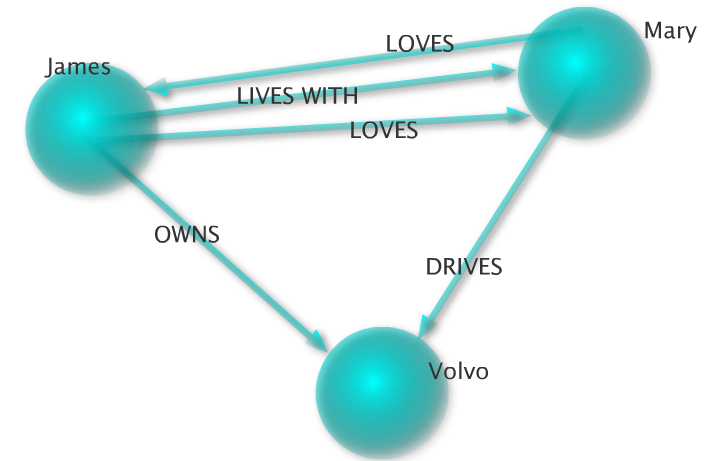 Mary
LOVES
James
LIVES WITH
LOVES
OWNS
DRIVES
Volvo